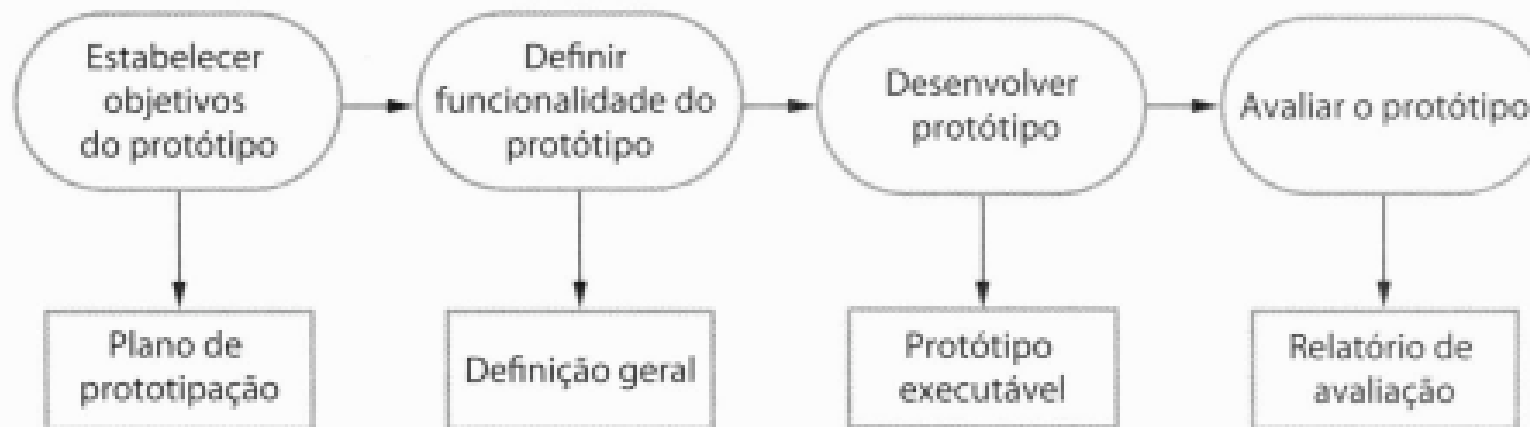 Estabelecer
objetivos
do protótipo
Definir
funcionalidade do
protótipo
Desenvolver
protótipo
Avaliar o protótipo
Plano de
prototipação
Definição geral
Protótipo
executável
Relatório de
avaliação